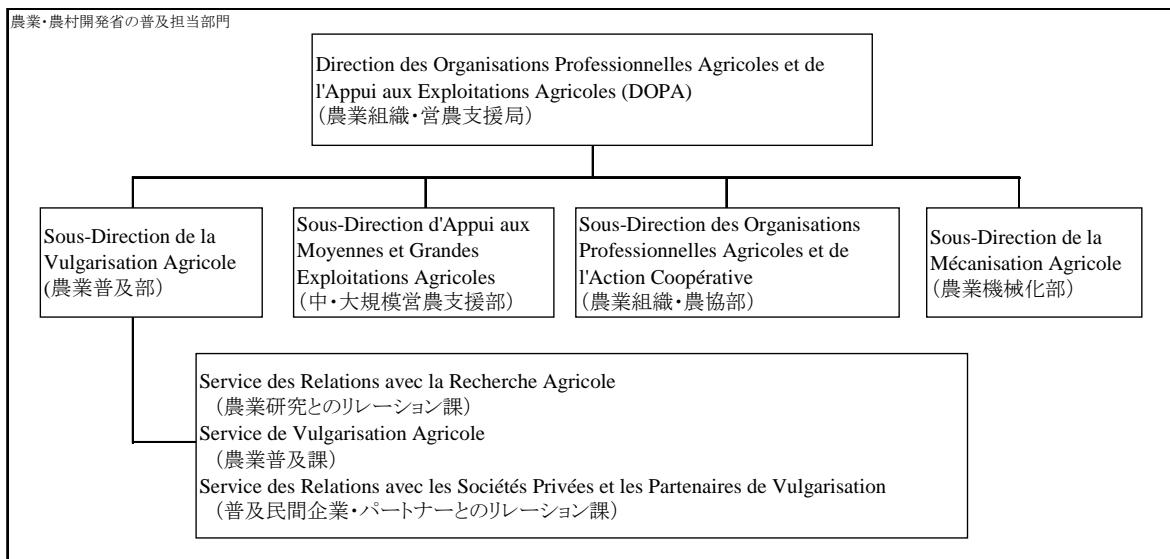 農業・農村開発省の普及担当部門
Direction des Organisations Professionnelles Agricoles et de
l'Appui aux Exploitations Agricoles (DOPA)
(農業組織・営農支援局)
Sous-Direction de la
Vulgarisation Agricole
(農業普及部)
Sous-Direction d'Appui aux
Moyennes et Grandes
Exploitations Agricoles
(中・大規模営農支援部)
Sous-Direction des Organisations
Professionnelles Agricoles et de
l'Action Coopérative
(農業組織・農協部)
Sous-Direction de la
Mécanisation Agricole
(農業機械化部)
Service des Relations avec la Recherche Agricole
(農業研究とのリレーション課)
Service de Vulgarisation Agricole
(農業普及課)
Service des Relations avec les Sociétés Privées et les Partenaires de Vulgarisation
(普及民間企業・パートナーとのリレーション課)